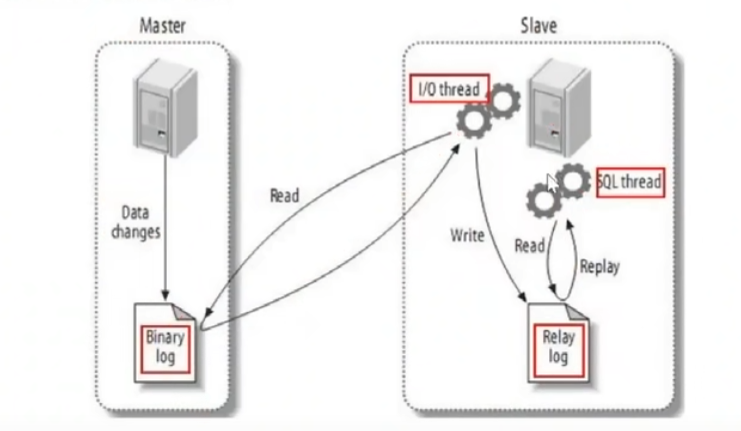 Master
Slave
I/O thread
SQL thread
Read
Data
changes
Write
Read
Replay
Binary
log
Relay
log